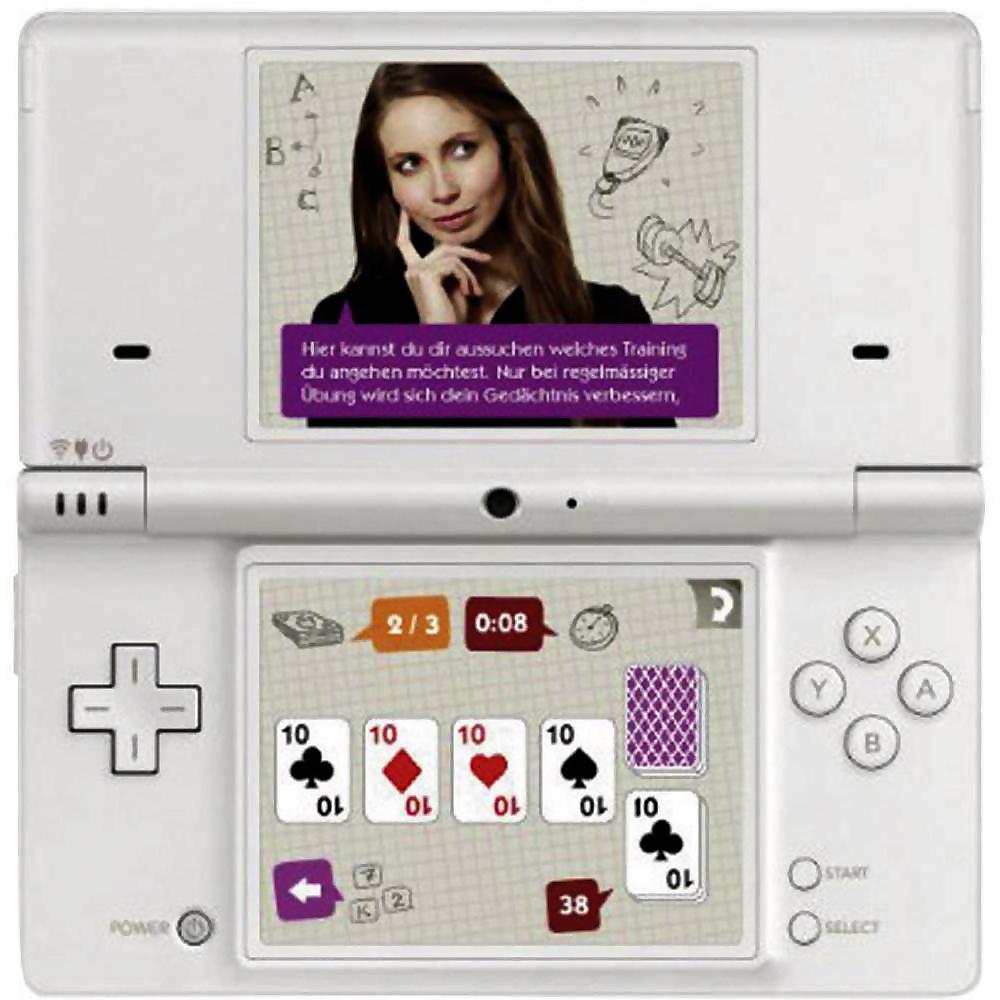 A
B
C
Hier kannst du dir aussuchen welches Training
du angehen möchtest. Nur bei regelmässiger
Übung wird sich dein Gedächtnis verbessern,
2 / 3
0:08
10
10
10
10
10
10
10
10
10
10
7
K
2
38
X
Y
A
B
START
SELECT
POWER